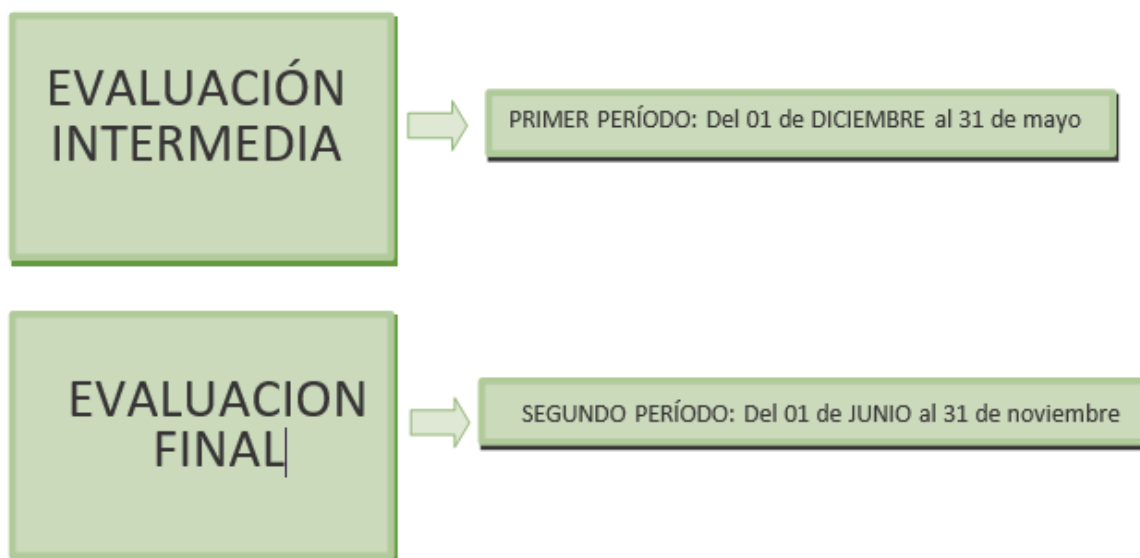 EVALUACIÓN
INTERMEDIA
PRIMER PERÍODO: Del 01 de DICIEMBRE al 31 de mayo
EVALUACION
FINAL
SEGUNDO PERÍODO: Del 01 de JUNIO al 31 de noviembre